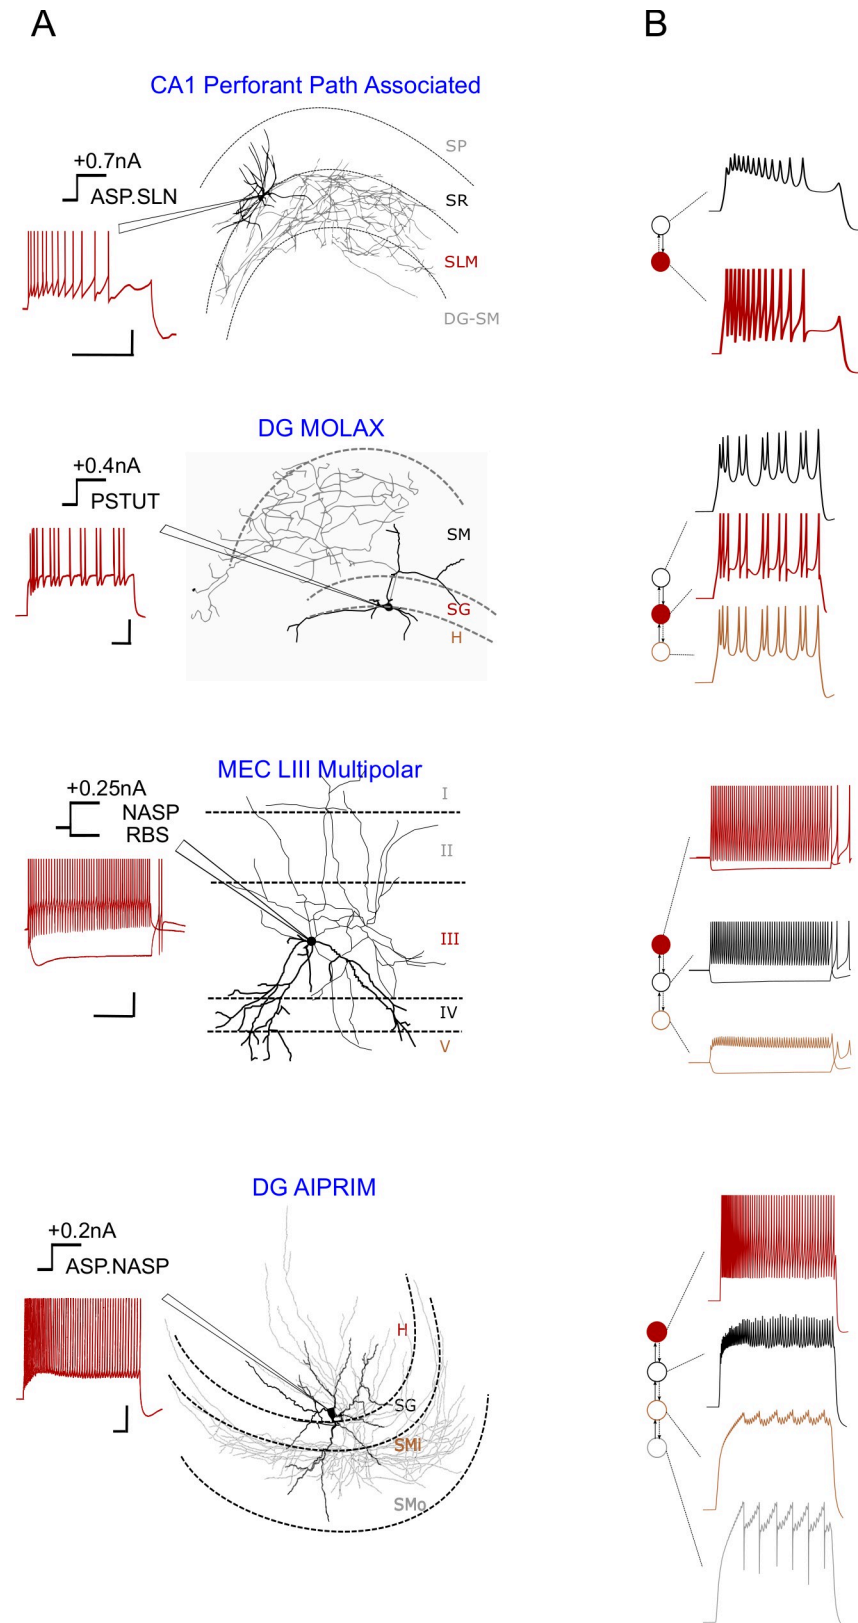 A
B
CA1 Perforant Path Associated
SP
+0.7nA
ASP.SLN
SR
SLM
DG-SM
DG MOLAX
+0.4nA
PSTUT
SM
SG
H
MEC LIII Multipolar
+0.25nA
NASP
RBS
I
II
III
IV
V
DG AIPRIM
+0.2nA
ASP.NASP
H
SG
SMi
SMo